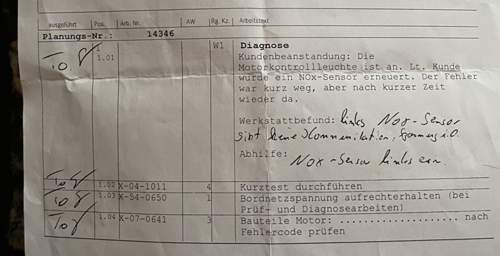 ausgeführt Pos. Arb. Nr. AW Rg. Kz. Arbeitstext
Planungs-Nr.: 14346
1 W1 Diagnose
1.01 Kundenbeanstandung: Die
Motorkontrollleuchte ist an. Lt. Kunde
wurde ein NOx-Sensor erneuert. Der Fehler
war kurz weg, aber nach kurzer Zeit
wieder da.
Werkstattbefund: links NOx-Sensor
gibt keine Kommunikation, Spannung i.O.
Abhilfe:
NOx-Sensor links ern.
1.02 X-04-1011 4 Kurztest durchführen
1.03 X-54-0650 1 Bordnetzspannung aufrechterhalten (bei
Prüf- und Diagnosearbeiten)
1.04 X-07-0641 3 Bauteile Motor: .................... nach
Fehlercode prüfen